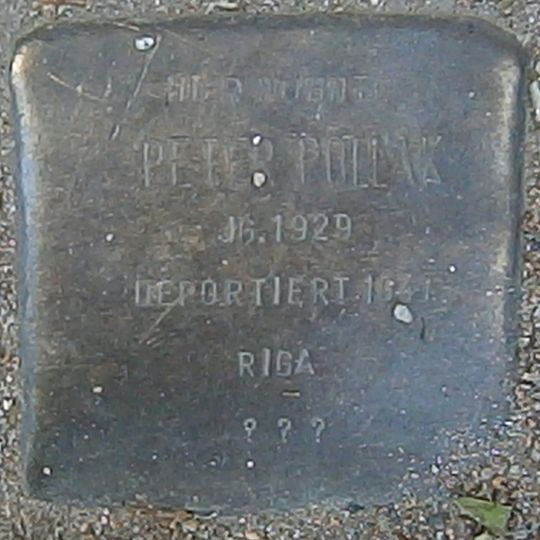 HIER WOHNTE
PETER POLLAK
JG. 1929
DEPORTIERT 1941
RIGA
? ? ?